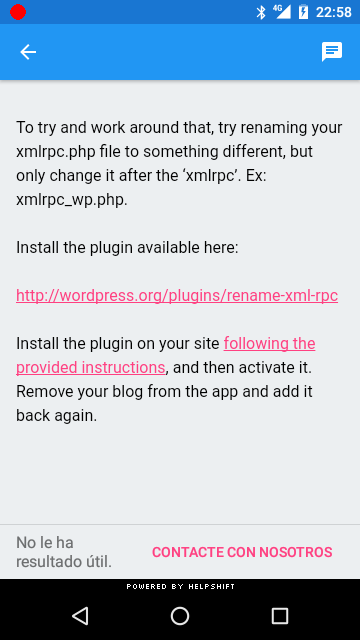 4G 22:58
To try and work around that, try renaming your
xmlrpc.php file to something different, but
only change it after the ‘xmlrpc’. Ex:
xmlrpc_wp.php.
Install the plugin available here:
http://wordpress.org/plugins/rename-xml-rpc
Install the plugin on your site following the
provided instructions, and then activate it.
Remove your blog from the app and add it
back again.
No le ha
resultado útil.
CONTACTE CON NOSOTROS
POWERED BY HELPSHIFT